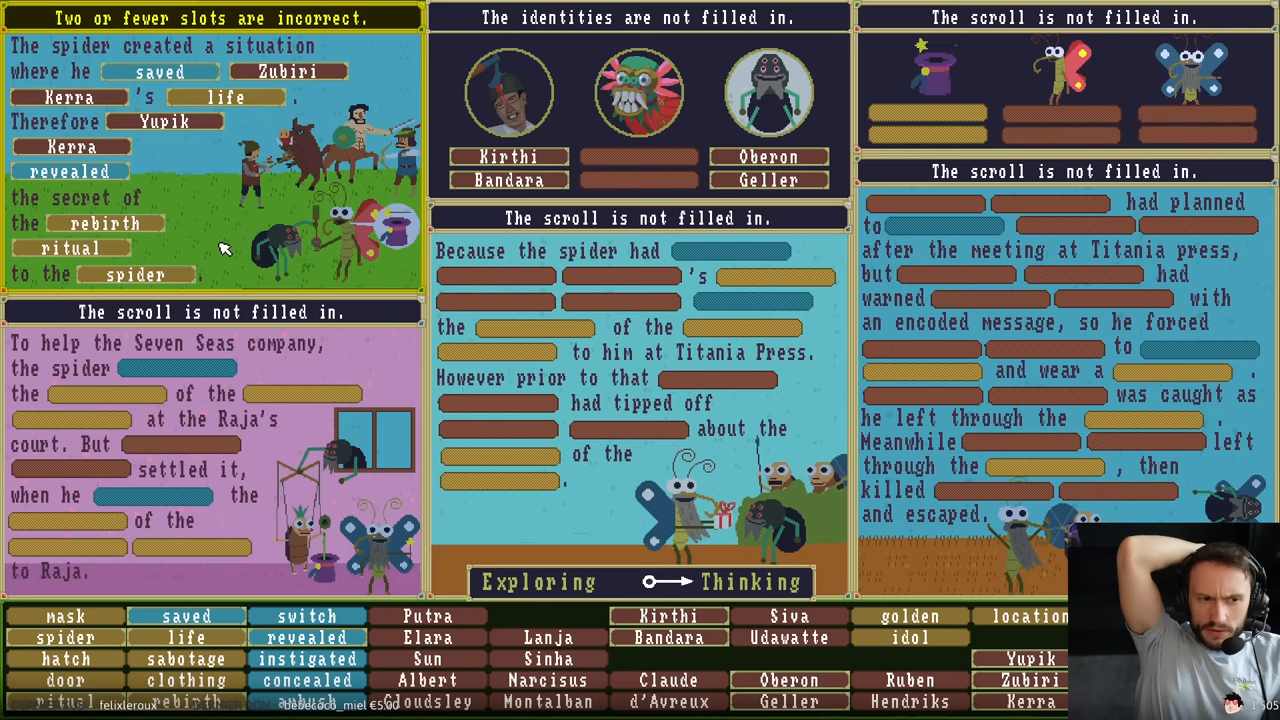 Two or fewer slots are incorrect.
The spider created a situation
where he saved Zubiri
Kerra 's life .
Therefore Yupik
Kerra
revealed
the secret of
the rebirth
ritual
to the spider .
The identities are not filled in.
Kirthi Oberon
Bandara Geller
The scroll is not filled in.
The scroll is not filled in.
To help the Seven Seas company,
the spider
the of the
at the Raja's
court. But
settled it,
when he the
of the
to Raja.
The scroll is not filled in.
Because the spider had
's
the of the
to him at Titania Press.
However prior to that
had tipped off
about the
of the
.
The scroll is not filled in.
had planned
to
after the meeting at Titania press,
but had
warned with
an encoded message, so he forced
to
and wear a .
was caught as
he left through the .
Meanwhile left
through the , then
killed
and escaped.
Exploring Thinking
mask saved switch Putra Kirthi Siva golden location
spider life revealed Elara Lanja Bandara Udawatte idol
hatch sabotage instigated Sun Sinha Yupik
door clothing concealed Albert Narcisus Claude Oberon Ruben Zubiri
ritual rebirth ambush Cloudsley Montalban d'Avreux Geller Hendriks Kerra
felixleroux bebecoco_miel €5.00
1,505